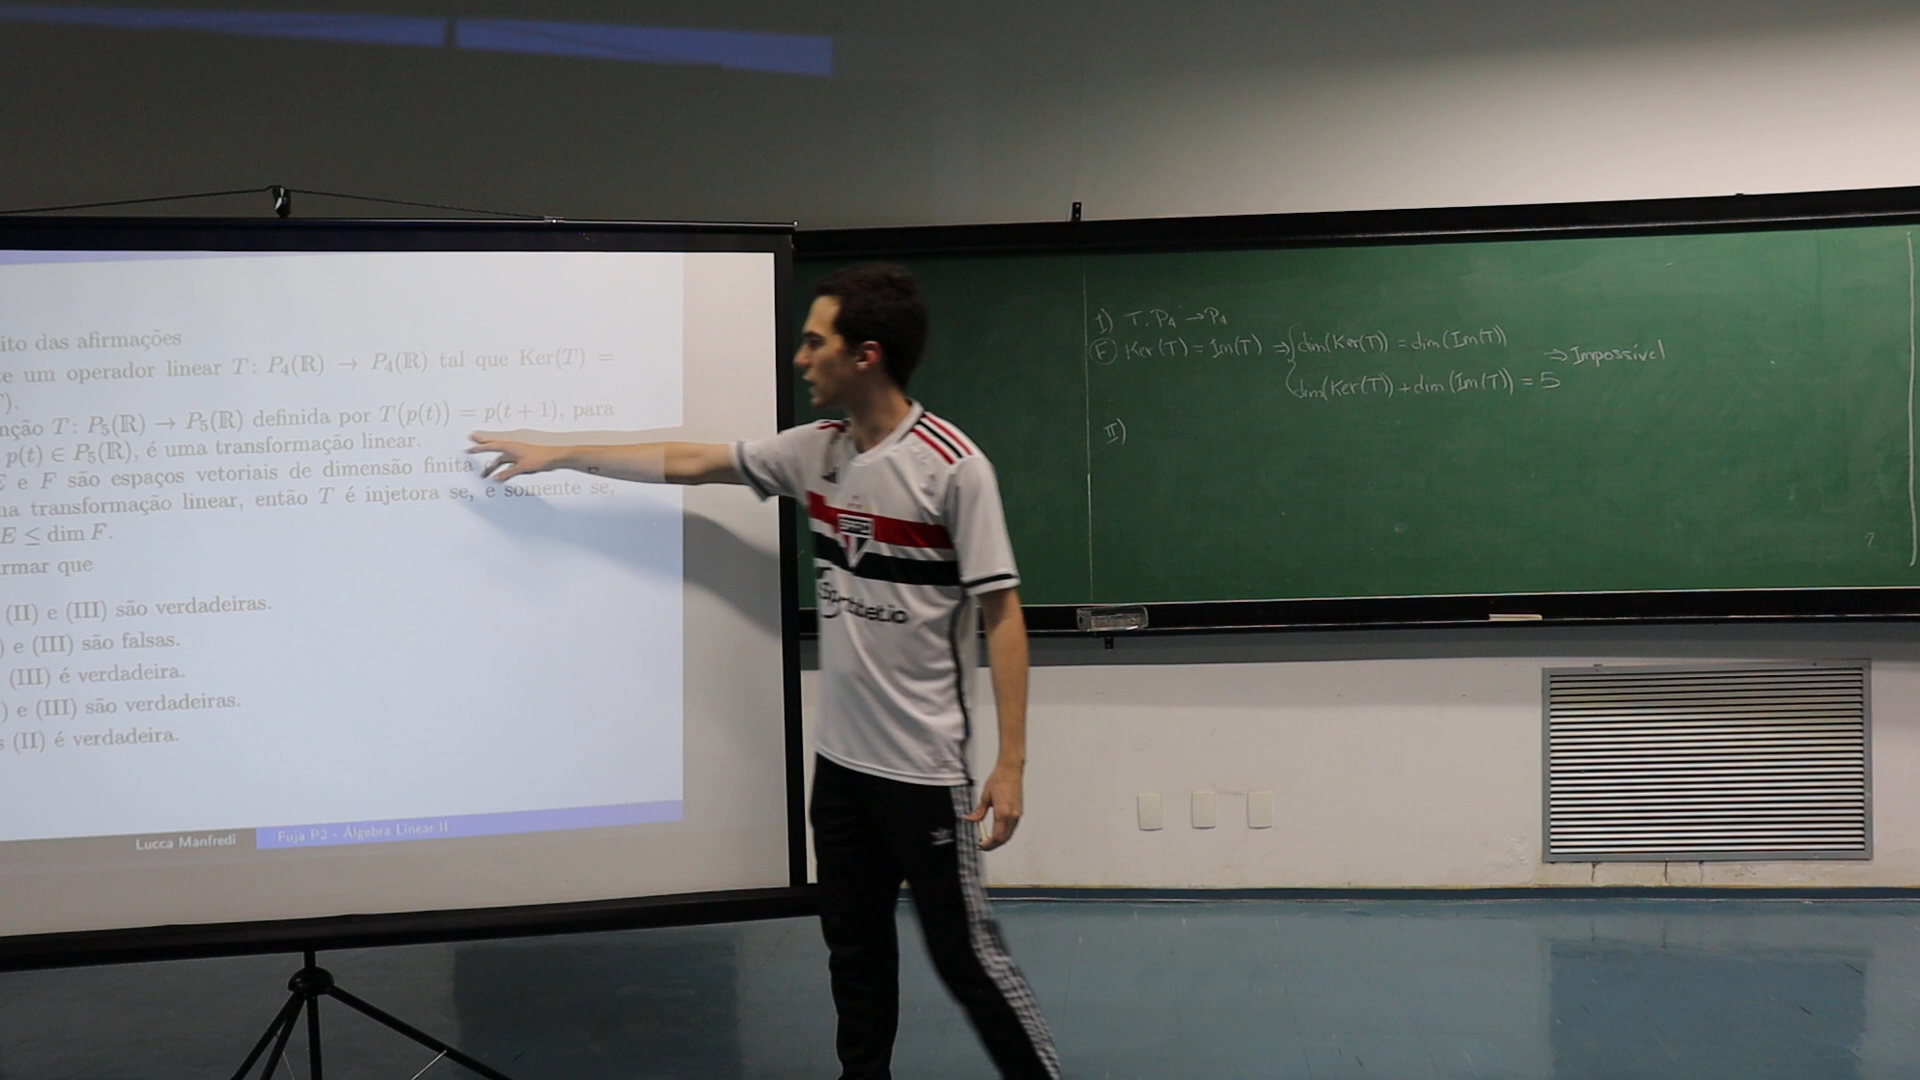 ito das afirmações
e um operador linear T: P₄(ℝ) → P₄(ℝ) tal que Ker(T) =
).
nção T: P₅(ℝ) → P₅(ℝ) definida por T(p(t)) = p(t + 1), para
p(t) ∈ P₅(ℝ), é uma transformação linear.
E e F são espaços vetoriais de dimensão finita
na transformação linear, então T é injetora se, e somente se,
E ≤ dim F.
rmar que
(II) e (III) são verdadeiras.
) e (III) são falsas.
(III) é verdadeira.
) e (III) são verdadeiras.
s (II) é verdadeira.
Lucca Manfredi Fuja P2 - Álgebra Linear II
I) T: P₄ → P₄
F Ker(T) = Im(T) ⇒ { dim(Ker(T)) = dim(Im(T))
dim(Ker(T)) + dim(Im(T)) = 5
⇒ Impossível
II)
SPFC
Sportsbet.io